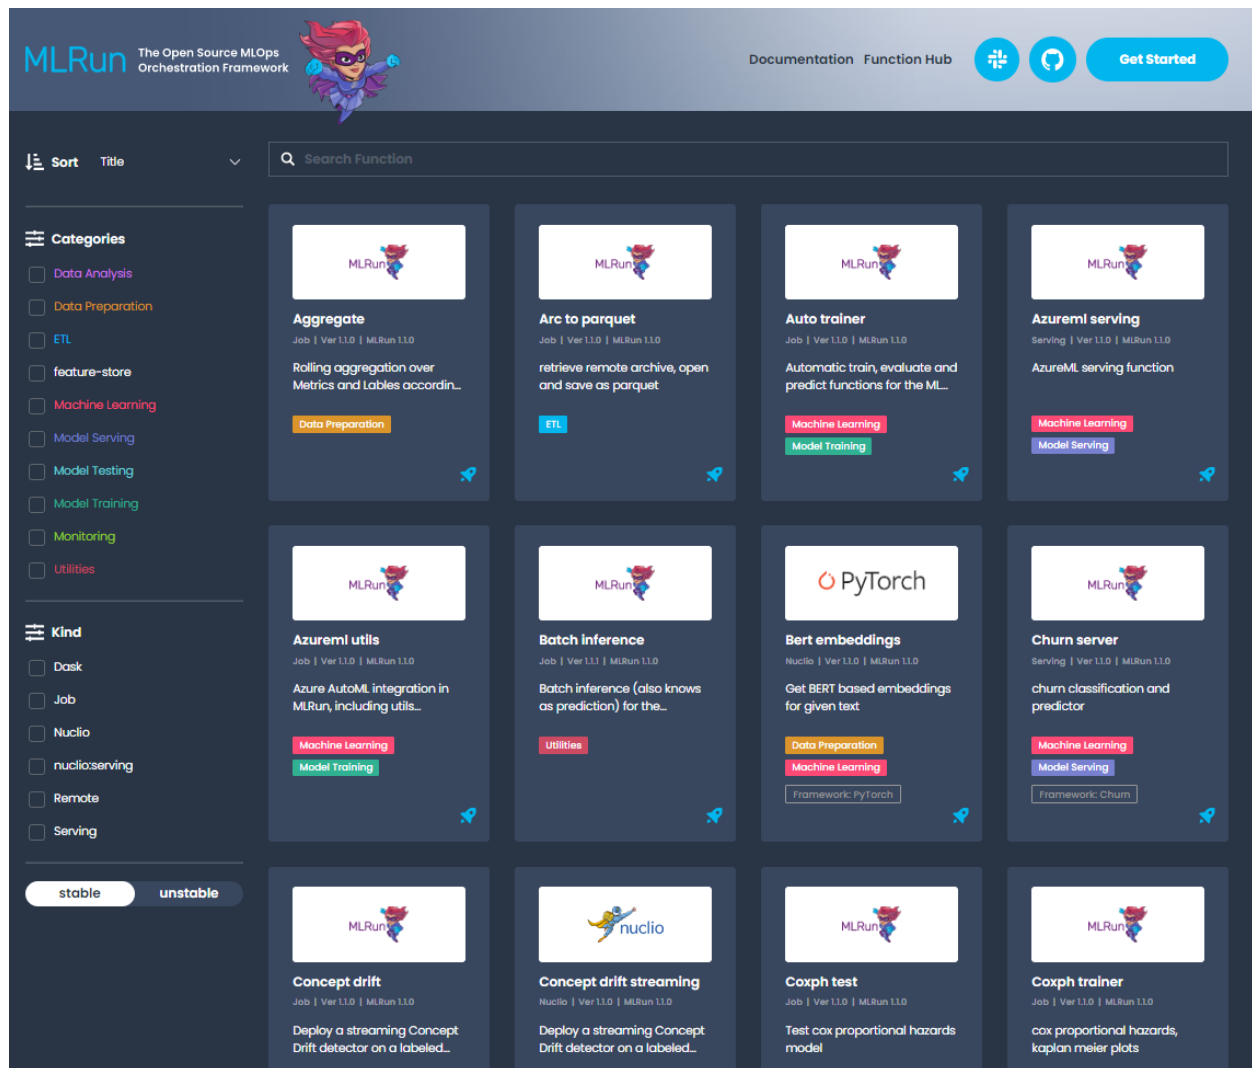 MLRun
The Open Source MLOps
Orchestration Framework
Documentation Function Hub
Get Started
Sort Title
Search Function
Categories
Data Analysis
Data Preparation
ETL
feature-store
Machine Learning
Model Serving
Model Testing
Model Training
Monitoring
Utilities
Kind
Dask
Job
Nuclio
nuclio:serving
Remote
Serving
stable unstable
MLRun
Aggregate
Job | Ver 1.1.0 | MLRun 1.1.0
Rolling aggregation over
Metrics and Lables accordin...
Data Preparation
MLRun
Arc to parquet
Job | Ver 1.1.0 | MLRun 1.1.0
retrieve remote archive, open
and save as parquet
ETL
MLRun
Auto trainer
Job | Ver 1.1.0 | MLRun 1.1.0
Automatic train, evaluate and
predict functions for the ML...
Machine Learning
Model Training
MLRun
Azureml serving
Serving | Ver 1.1.0 | MLRun 1.1.0
AzureML serving function
Machine Learning
Model Serving
MLRun
Azureml utils
Job | Ver 1.1.0 | MLRun 1.1.0
Azure AutoML integration in
MLRun, including utils...
Machine Learning
Model Training
MLRun
Batch inference
Job | Ver 1.1.1 | MLRun 1.1.0
Batch inference (also knows
as prediction) for the...
Utilities
PyTorch
Bert embeddings
Nuclio | Ver 1.1.0 | MLRun 1.1.0
Get BERT based embeddings
for given text
Data Preparation
Machine Learning
Framework: PyTorch
MLRun
Churn server
Serving | Ver 1.1.0 | MLRun 1.1.0
churn classification and
predictor
Machine Learning
Model Serving
Framework: Churn
MLRun
Concept drift
Job | Ver 1.1.0 | MLRun 1.1.0
Deploy a streaming Concept
Drift detector on a labeled...
nuclio
Concept drift streaming
Nuclio | Ver 1.1.0 | MLRun 1.1.0
Deploy a streaming Concept
Drift detector on a labeled...
MLRun
Coxph test
Job | Ver 1.1.0 | MLRun 1.1.0
Test cox proportional hazards
model
MLRun
Coxph trainer
Job | Ver 1.1.0 | MLRun 1.1.0
cox proportional hazards,
kaplan meier plots